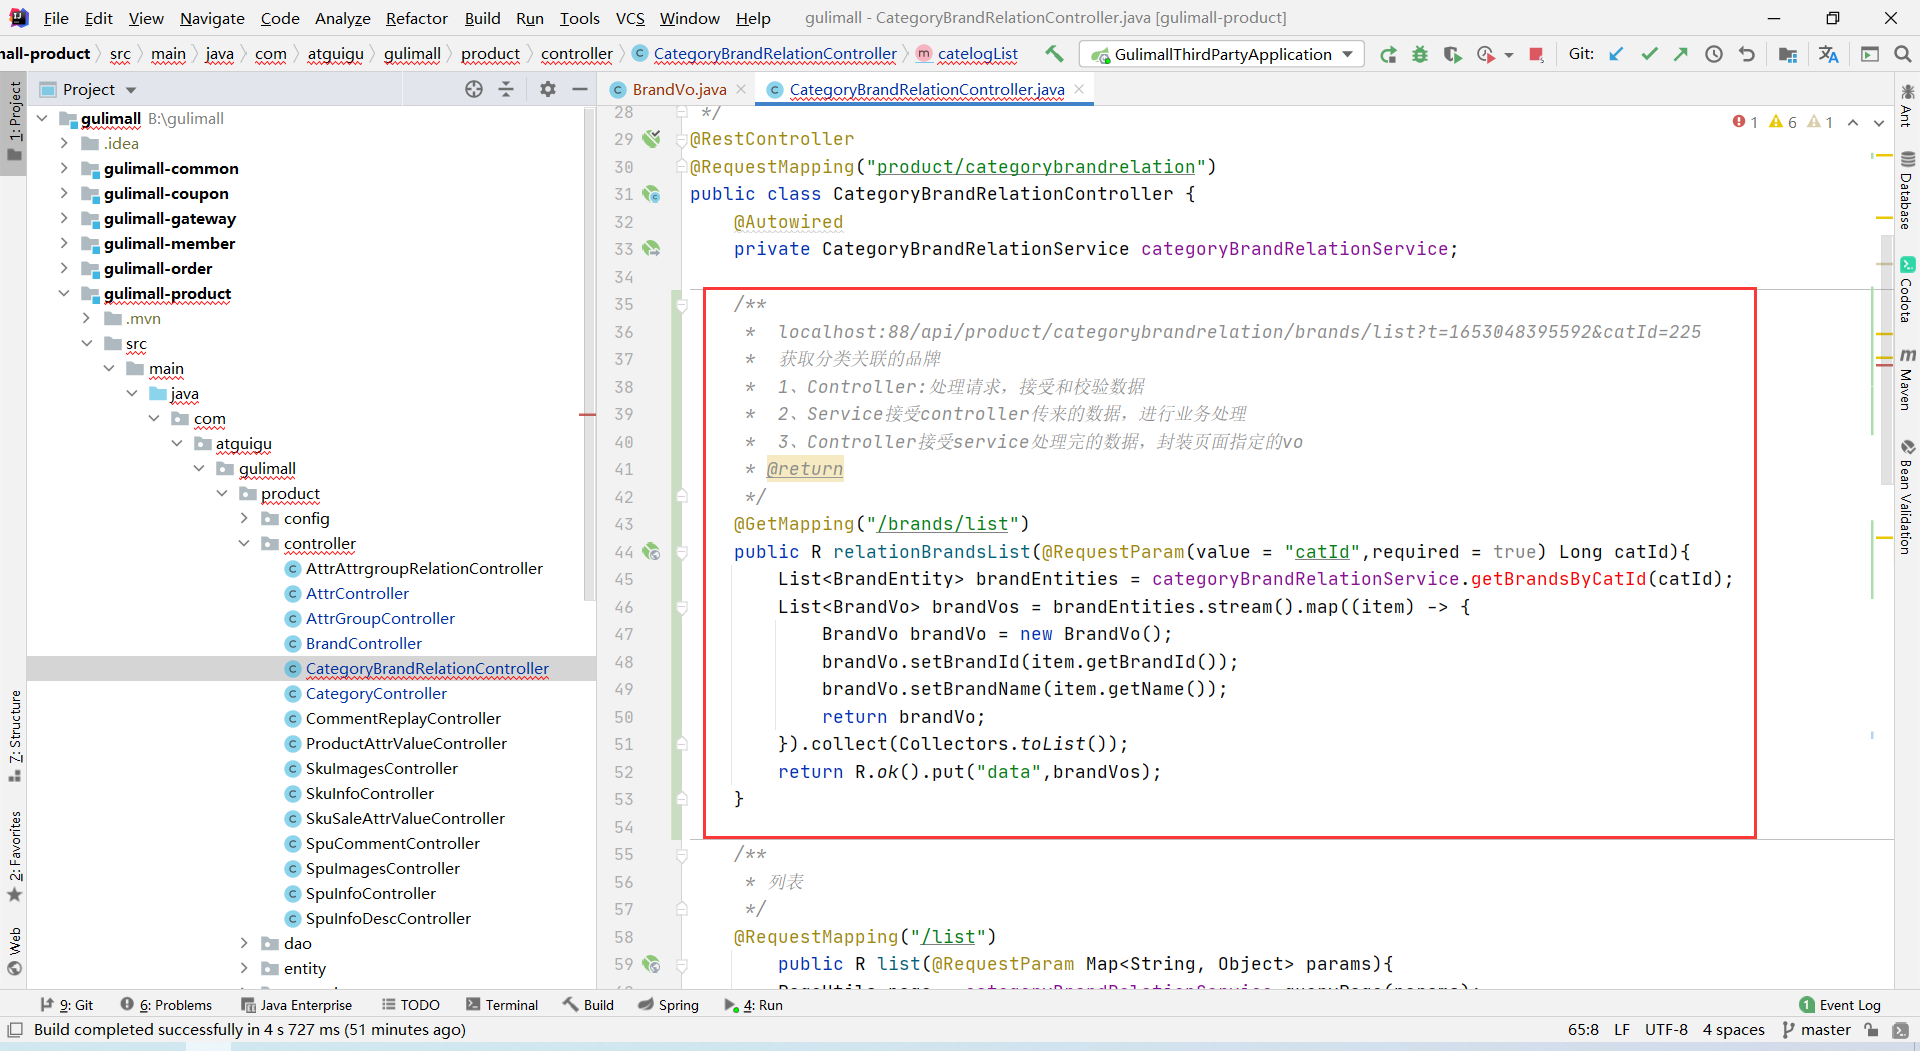 File Edit View Navigate Code Analyze Refactor Build Run Tools VCS Window Help gulimall - CategoryBrandRelationController.java [gulimall-product]
nall-product src main java com atguigu gulimall product controller CategoryBrandRelationController catelogList GulimallThirdPartyApplication Git:
Project
BrandVo.java CategoryBrandRelationController.java
1: Project
7: Structure
2: Favorites
Web
gulimall B:\gulimall
.idea
gulimall-common
gulimall-coupon
gulimall-gateway
gulimall-member
gulimall-order
gulimall-product
.mvn
src
main
java
com
atguigu
gulimall
product
config
controller
AttrAttrgroupRelationController
AttrController
AttrGroupController
BrandController
CategoryBrandRelationController
CategoryController
CommentReplayController
ProductAttrValueController
SkuImagesController
SkuInfoController
SkuSaleAttrValueController
SpuCommentController
SpuImagesController
SpuInfoController
SpuInfoDescController
dao
entity
1 6 1
28 */
29 @RestController
30 @RequestMapping("product/categorybrandrelation")
31 public class CategoryBrandRelationController {
32 @Autowired
33 private CategoryBrandRelationService categoryBrandRelationService;
34
35 /**
36 * localhost:88/api/product/categorybrandrelation/brands/list?t=1653048395592&catId=225
37 * 获取分类关联的品牌
38 * 1、Controller:处理请求，接受和校验数据
39 * 2、Service接受controller传来的数据，进行业务处理
40 * 3、Controller接受service处理完的数据，封装页面指定的vo
41 * @return
42 */
43 @GetMapping("/brands/list")
44 public R relationBrandsList(@RequestParam(value = "catId",required = true) Long catId){
45 List<BrandEntity> brandEntities = categoryBrandRelationService.getBrandsByCatId(catId);
46 List<BrandVo> brandVos = brandEntities.stream().map((item) -> {
47 BrandVo brandVo = new BrandVo();
48 brandVo.setBrandId(item.getBrandId());
49 brandVo.setBrandName(item.getName());
50 return brandVo;
51 }).collect(Collectors.toList());
52 return R.ok().put("data",brandVos);
53 }
54
55 /**
56 * 列表
57 */
58 @RequestMapping("/list")
59 public R list(@RequestParam Map<String, Object> params){
Ant
Database
Codota
Maven
Bean Validation
9: Git 6: Problems Java Enterprise TODO Terminal Build Spring 4: Run 1 Event Log
Build completed successfully in 4 s 727 ms (51 minutes ago) 65:8 LF UTF-8 4 spaces master